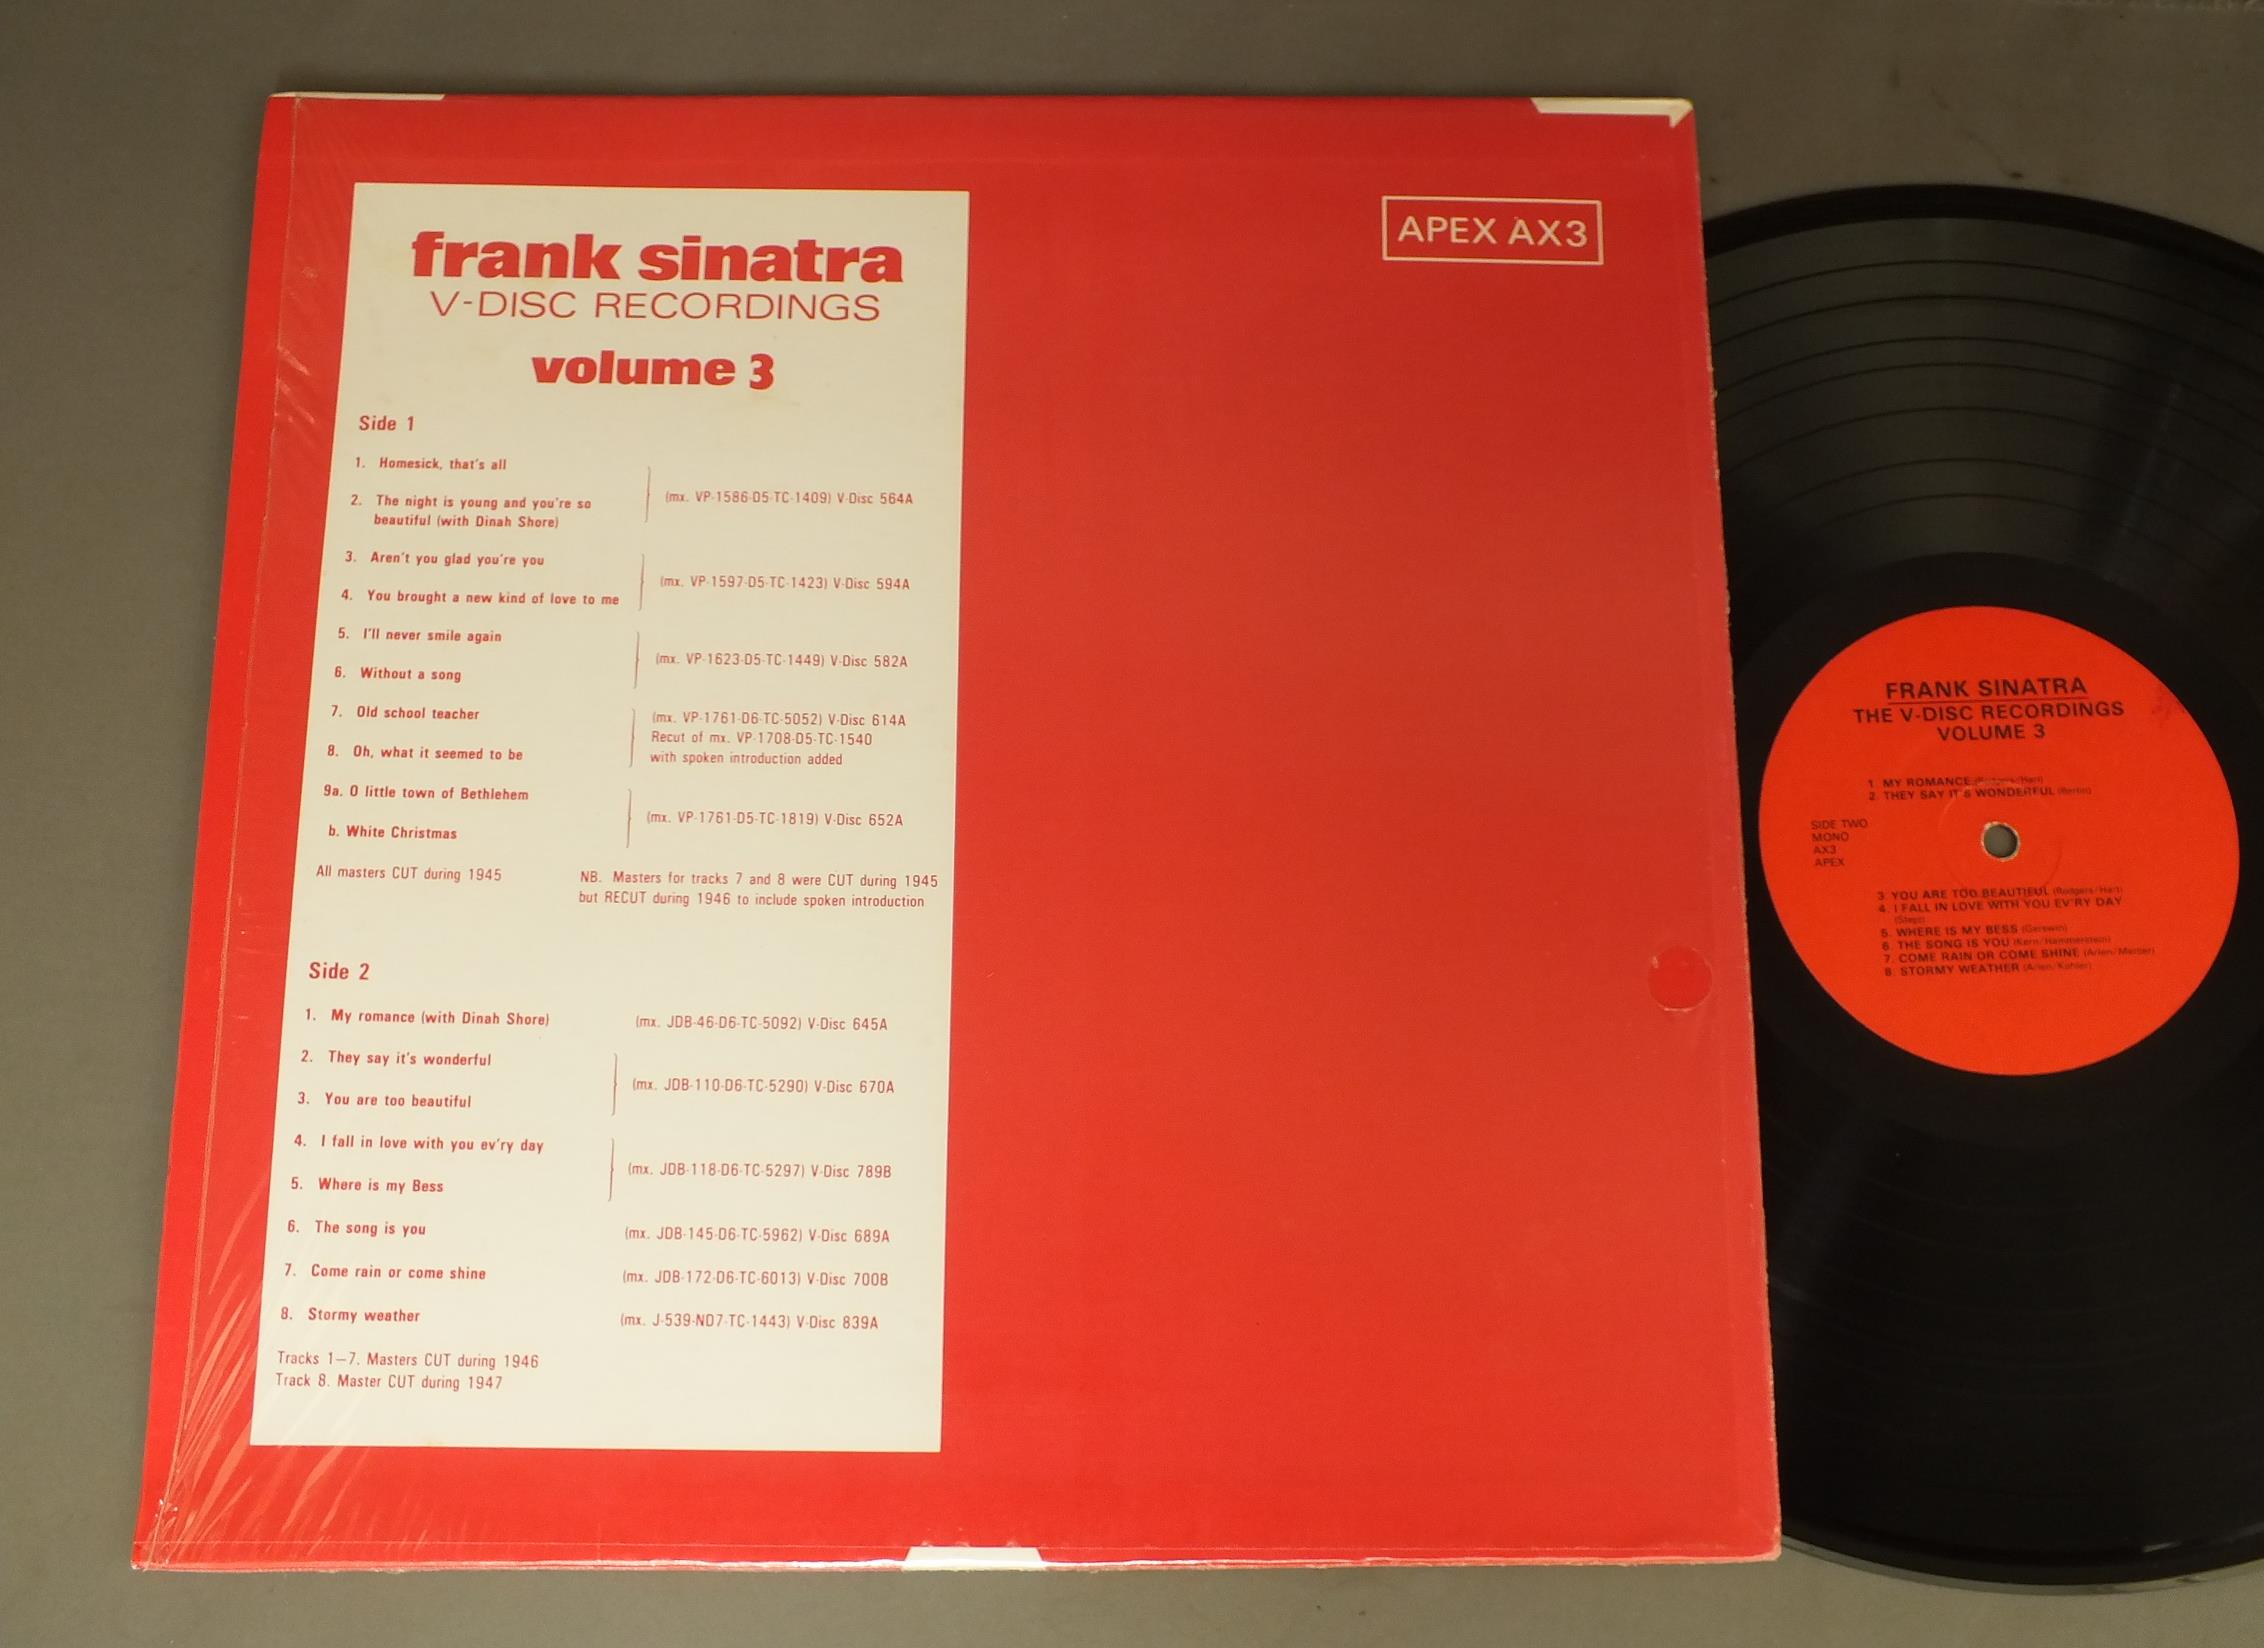 frank sinatra
V-DISC RECORDINGS
volume 3
Side 1
1. Homesick, that's all
2. The night is young and you're so
beautiful (with Dinah Shore)
(mx. VP-1586-D5-TC-1409) V-Disc 564A
3. Aren't you glad you're you
4. You brought a new kind of love to me
(mx. VP-1597-D5-TC-1423) V-Disc 594A
5. I'll never smile again
6. Without a song
(mx. VP-1623-D5-TC-1449) V-Disc 582A
7. Old school teacher
8. Oh, what it seemed to be
(mx. VP-1761-D6-TC-5052) V-Disc 614A
Recut of mx. VP-1708-D5-TC-1540
with spoken introduction added
9a. O little town of Bethlehem
b. White Christmas
(mx. VP-1761-D5-TC-1819) V-Disc 652A
All masters CUT during 1945
NB. Masters for tracks 7 and 8 were CUT during 1945
but RECUT during 1946 to include spoken introduction
Side 2
1. My romance (with Dinah Shore) (mx. JDB-46-D6-TC-5092) V-Disc 645A
2. They say it's wonderful
3. You are too beautiful
(mx. JDB-110-D6-TC-5290) V-Disc 670A
4. I fall in love with you ev'ry day
5. Where is my Bess
(mx. JDB-118-D6-TC-5297) V-Disc 789B
6. The song is you (mx. JDB-145-D6-TC-5962) V-Disc 689A
7. Come rain or come shine (mx. JDB-172-D6-TC-6013) V-Disc 700B
8. Stormy weather (mx. J-539-ND7-TC-1443) V-Disc 839A
Tracks 1–7. Masters CUT during 1946
Track 8. Master CUT during 1947
APEX AX3
FRANK SINATRA
THE V-DISC RECORDINGS
VOLUME 3
1. MY ROMANCE (Rodgers/Hart)
2. THEY SAY IT'S WONDERFUL (Berlin)
SIDE TWO
MONO
AX3
APEX
3. YOU ARE TOO BEAUTIFUL (Rodgers/Hart)
4. I FALL IN LOVE WITH YOU EV'RY DAY
5. WHERE IS MY BESS (Gerswin)
6. THE SONG IS YOU (Kern/Hammerstein)
7. COME RAIN OR COME SHINE (Arlen/Mercer)
8. STORMY WEATHER (Arlen/Kohler)